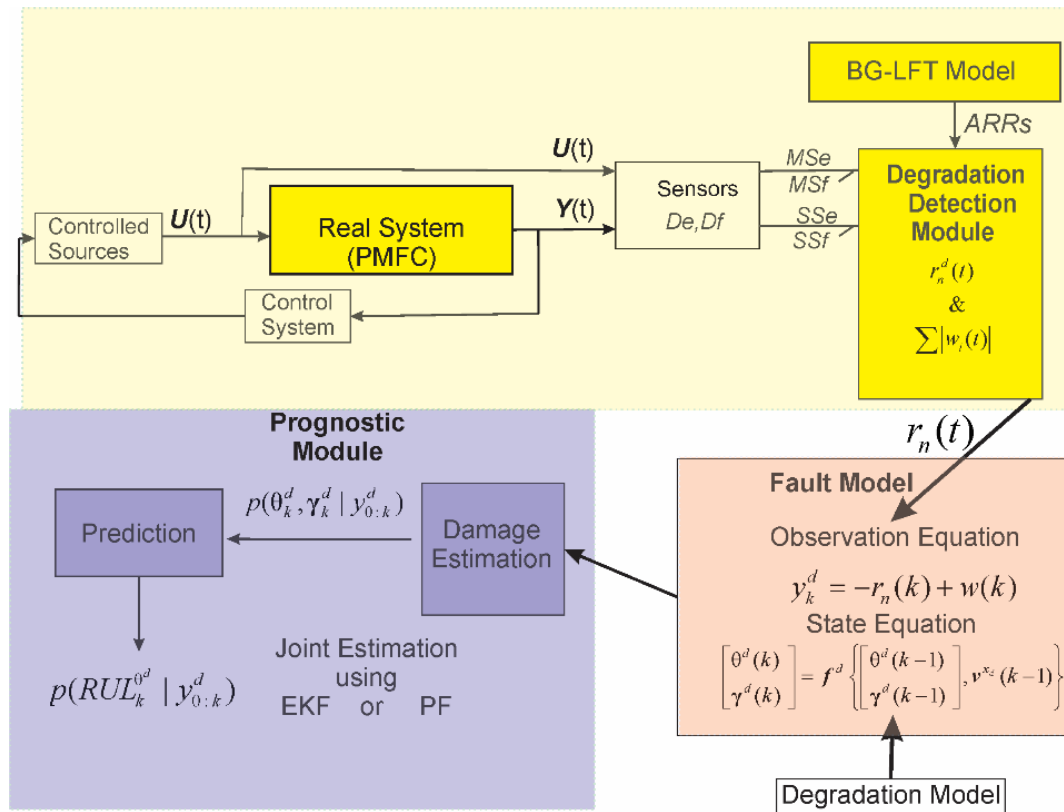 BG-LFT Model
ARRs
U(t)
MSe
MSf
Sensors
De,Df
Degradation
Detection
Module
Controlled
Sources
U(t)
Real System
(PMFC)
Y(t)
SSe
SSf
r_n^d(t)
&
∑|w_i(t)|
Control
System
r_n(t)
Prognostic
Module
p(θ_k^d, γ_k^d | y_{0:k}^d)
Prediction
Damage
Estimation
Joint Estimation
using
EKF or PF
p(RUL_k^{θ^d} | y_{0:k}^d)
Fault Model
Observation Equation
y_k^d = −r_n(k) + w(k)
State Equation
[θ^d(k) γ^d(k)] = f^d {[θ^d(k−1) γ^d(k−1)], v^{x_d}(k−1)}
Degradation Model